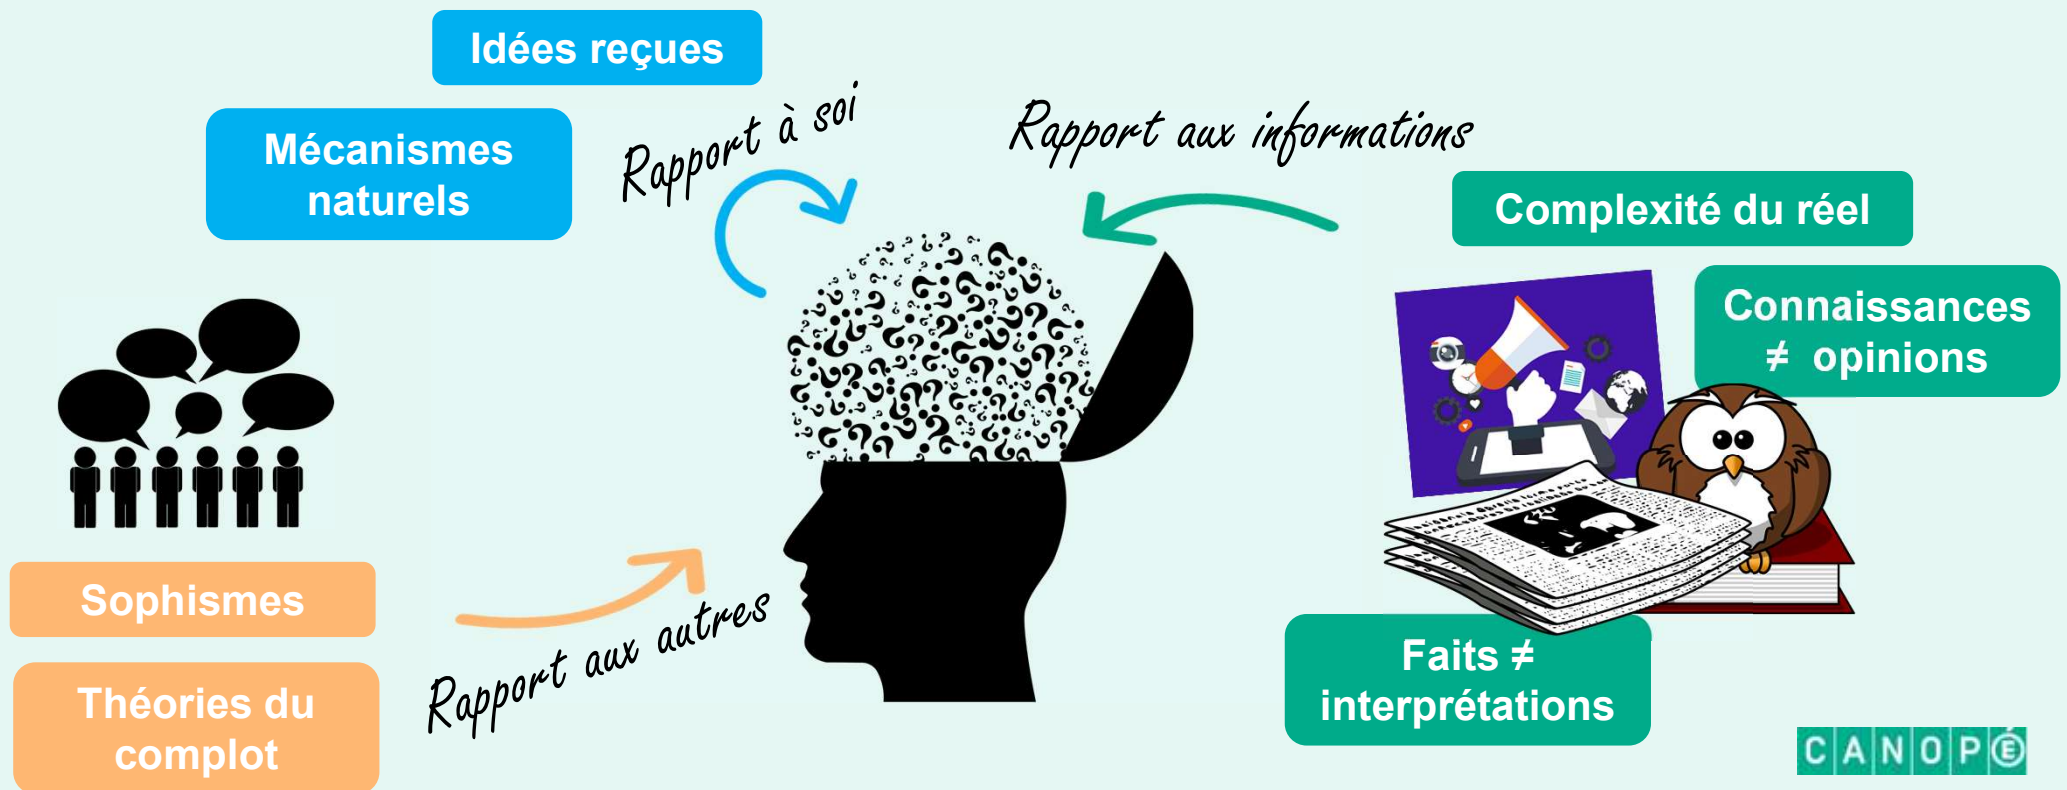 Idées reçues
Mécanismes
naturels
Rapport à soi
Rapport aux informations
Complexité du réel
Connaissances
≠ opinions
Sophismes
Théories du
complot
Rapport aux autres
Faits ≠
interprétations
CANOPÉ